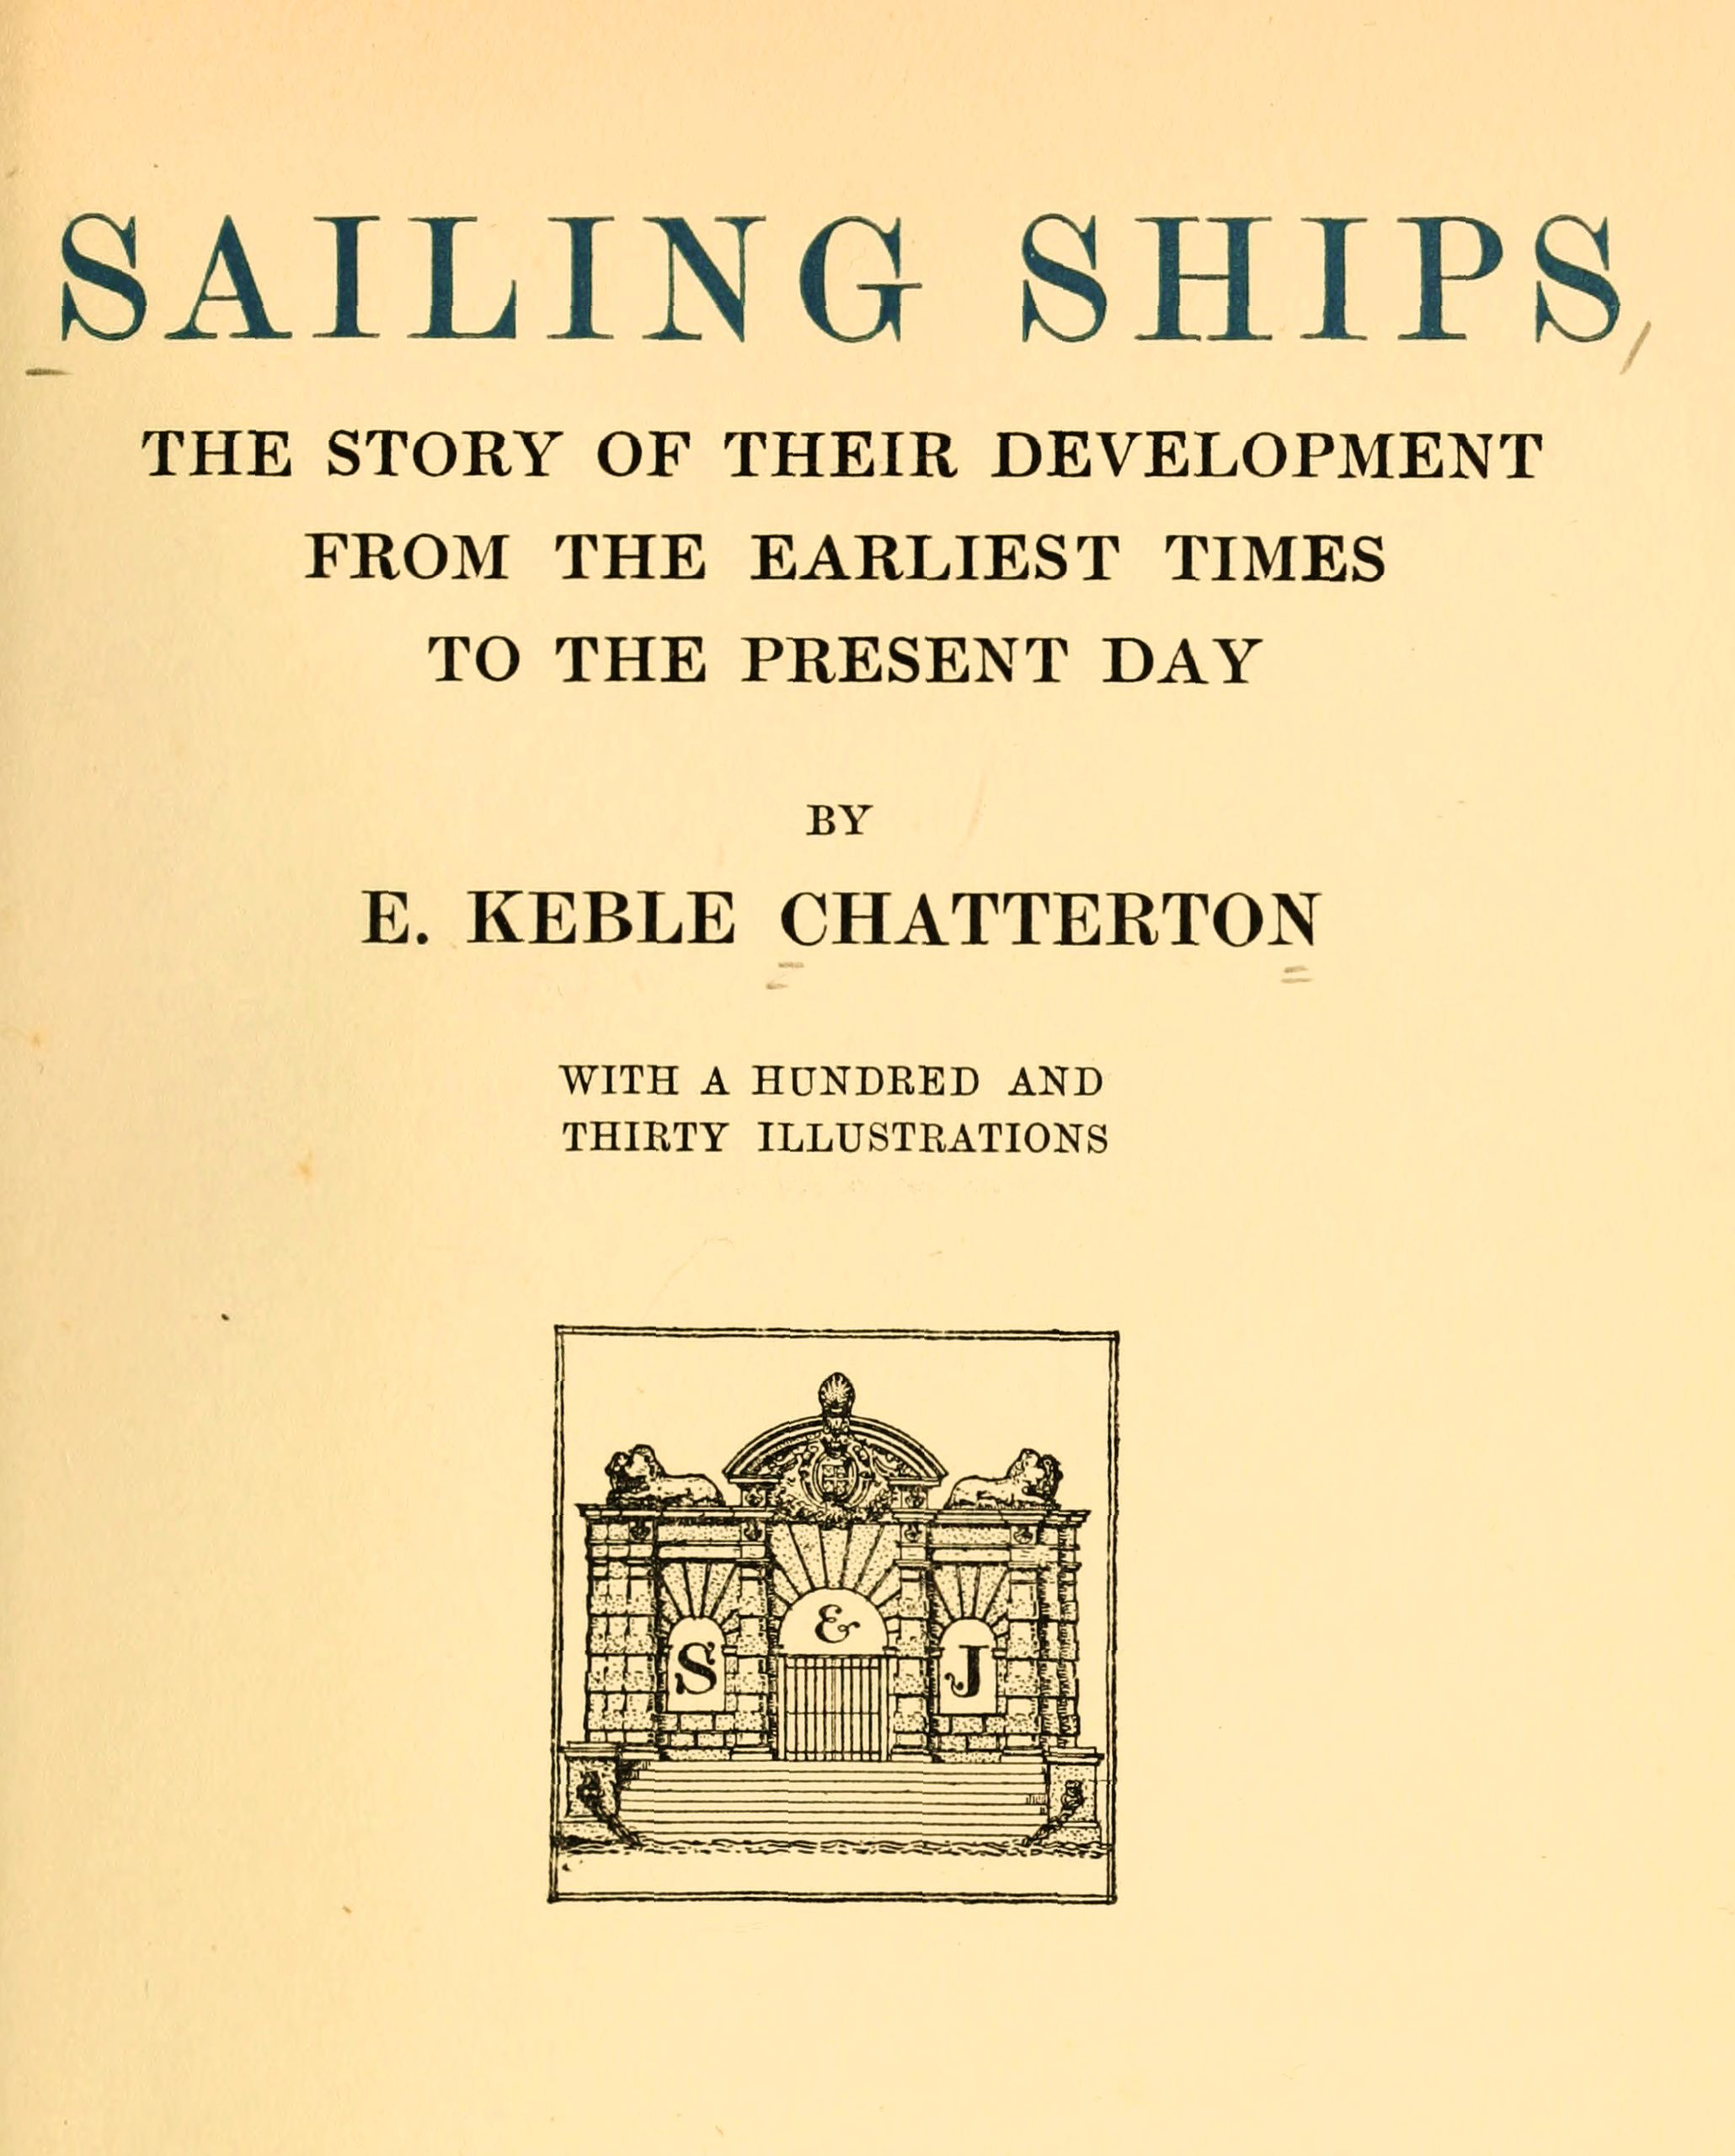 SAILING SHIPS
THE STORY OF THEIR DEVELOPMENT
FROM THE EARLIEST TIMES
TO THE PRESENT DAY
BY
E. KEBLE CHATTERTON
WITH A HUNDRED AND
THIRTY ILLUSTRATIONS
S & J